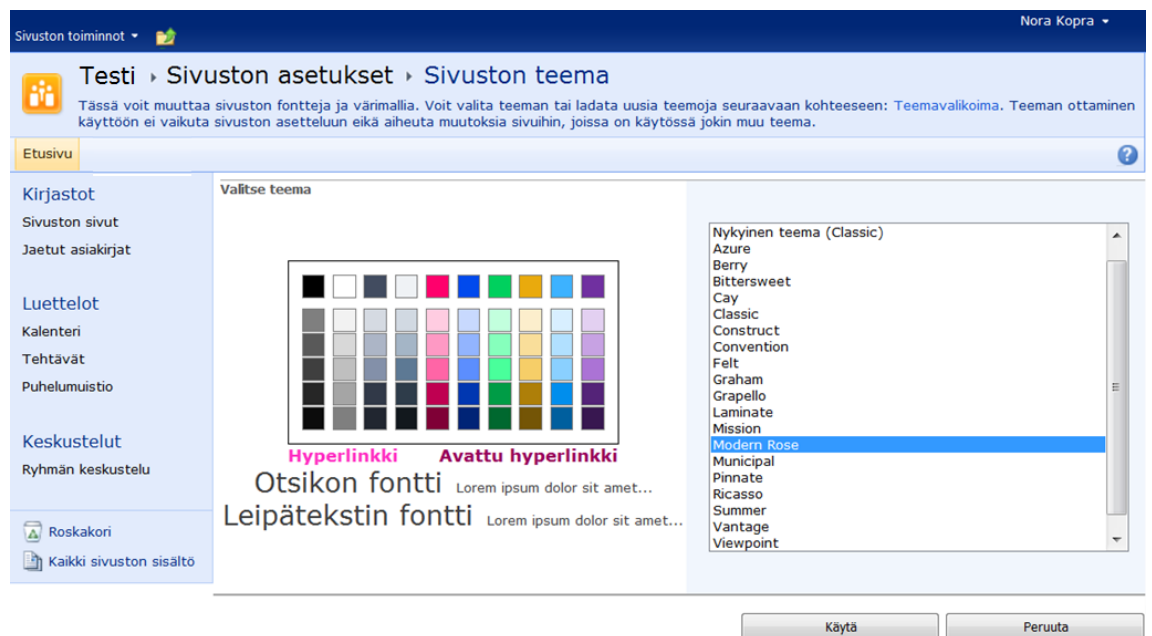 Nora Kopra
Sivuston toiminnot
Testi Sivuston asetukset Sivuston teema
Tässä voit muuttaa sivuston fontteja ja värimallia. Voit valita teeman tai ladata uusia teemoja seuraavaan kohteeseen: Teemavalikoima. Teeman ottaminen
käyttöön ei vaikuta sivuston asetteluun eikä aiheuta muutoksia sivuihin, joissa on käytössä jokin muu teema.
Etusivu
Kirjastot
Sivuston sivut
Jaetut asiakirjat
Luettelot
Kalenteri
Tehtävät
Puhelumuistio
Keskustelut
Ryhmän keskustelu
Roskakori
Kaikki sivuston sisältö
Valitse teema
Hyperlinkki Avattu hyperlinkki
Otsikon fontti Lorem ipsum dolor sit amet...
Leipätekstin fontti Lorem ipsum dolor sit amet...
Nykyinen teema (Classic)
Azure
Berry
Bittersweet
Cay
Classic
Construct
Convention
Felt
Graham
Grapello
Laminate
Mission
Modern Rose
Municipal
Pinnate
Ricasso
Summer
Vantage
Viewpoint
Käytä Peruuta